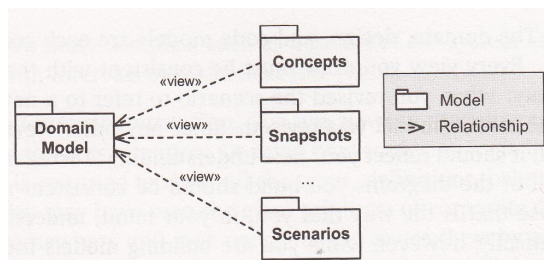 Concepts
«view»
Model
Relationship
Domain
Model
«view»
Snapshots
«view»
Scenarios